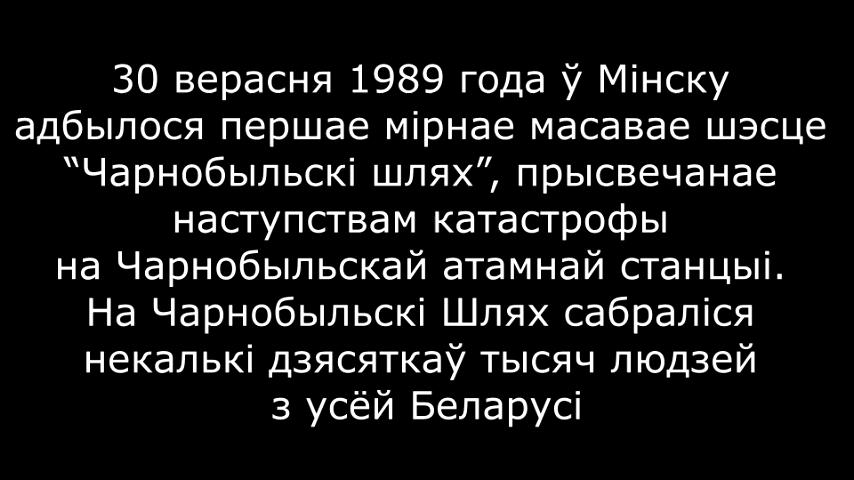 30 верасня 1989 года ў Мінску
адбылося першае мірнае масавае шэсце
“Чарнобыльскі шлях”, прысвечанае
наступствам катастрофы
на Чарнобыльскай атамнай станцыі.
На Чарнобыльскі Шлях сабраліся
некалькі дзясяткаў тысяч людзей
з усёй Беларусі